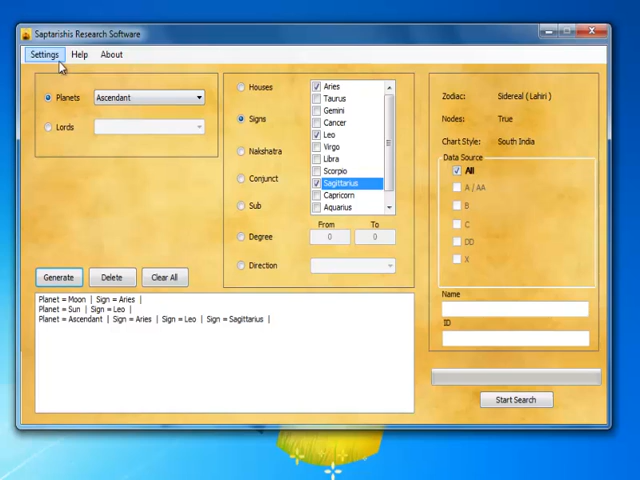 Saptarishis Research Software
Settings Help About
Planets Ascendant
Lords
Houses
Signs
Nakshatra
Conjunct
Sub
Degree
Direction
Aries
Taurus
Gemini
Cancer
Leo
Virgo
Libra
Scorpio
Sagittarius
Capricorn
Aquarius
From To
0 0
Zodiac: Sidereal ( Lahiri )
Nodes: True
Chart Style: South India
Data Source
All
A / AA
B
C
DD
X
Name
ID
Generate Delete Clear All
Planet = Moon | Sign = Aries |
Planet = Sun | Sign = Leo |
Planet = Ascendant | Sign = Aries | Sign = Leo | Sign = Sagittarius |
Start Search